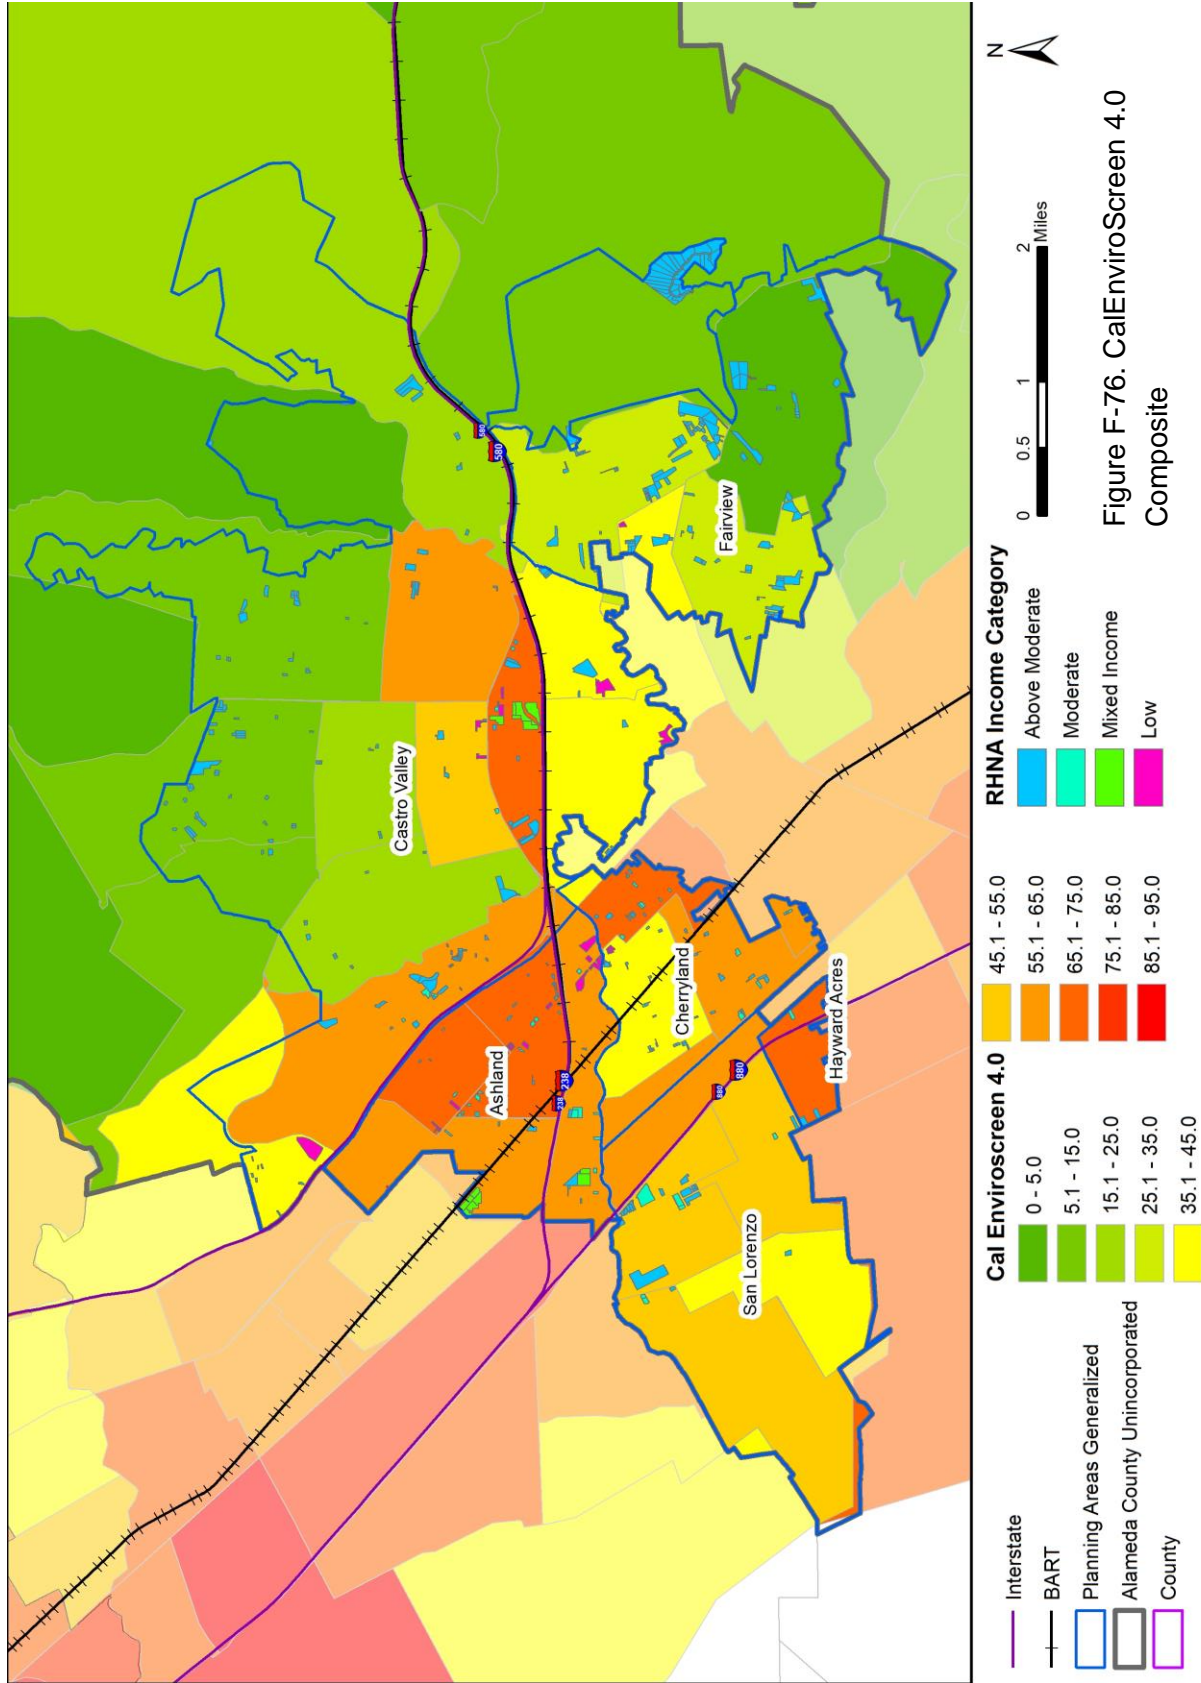 Castro Valley
Ashland
Cherryland
Fairview
San Lorenzo
Hayward Acres
580
580
238
238
880
880
Interstate
BART
Planning Areas Generalized
Alameda County Unincorporated
County
Cal Enviroscreen 4.0
0 - 5.0
5.1 - 15.0
15.1 - 25.0
25.1 - 35.0
35.1 - 45.0
45.1 - 55.0
55.1 - 65.0
65.1 - 75.0
75.1 - 85.0
85.1 - 95.0
RHNA Income Category
Above Moderate
Moderate
Mixed Income
Low
0 0.5 1 2
Miles
N
Figure F-76. CalEnviroScreen 4.0
Composite